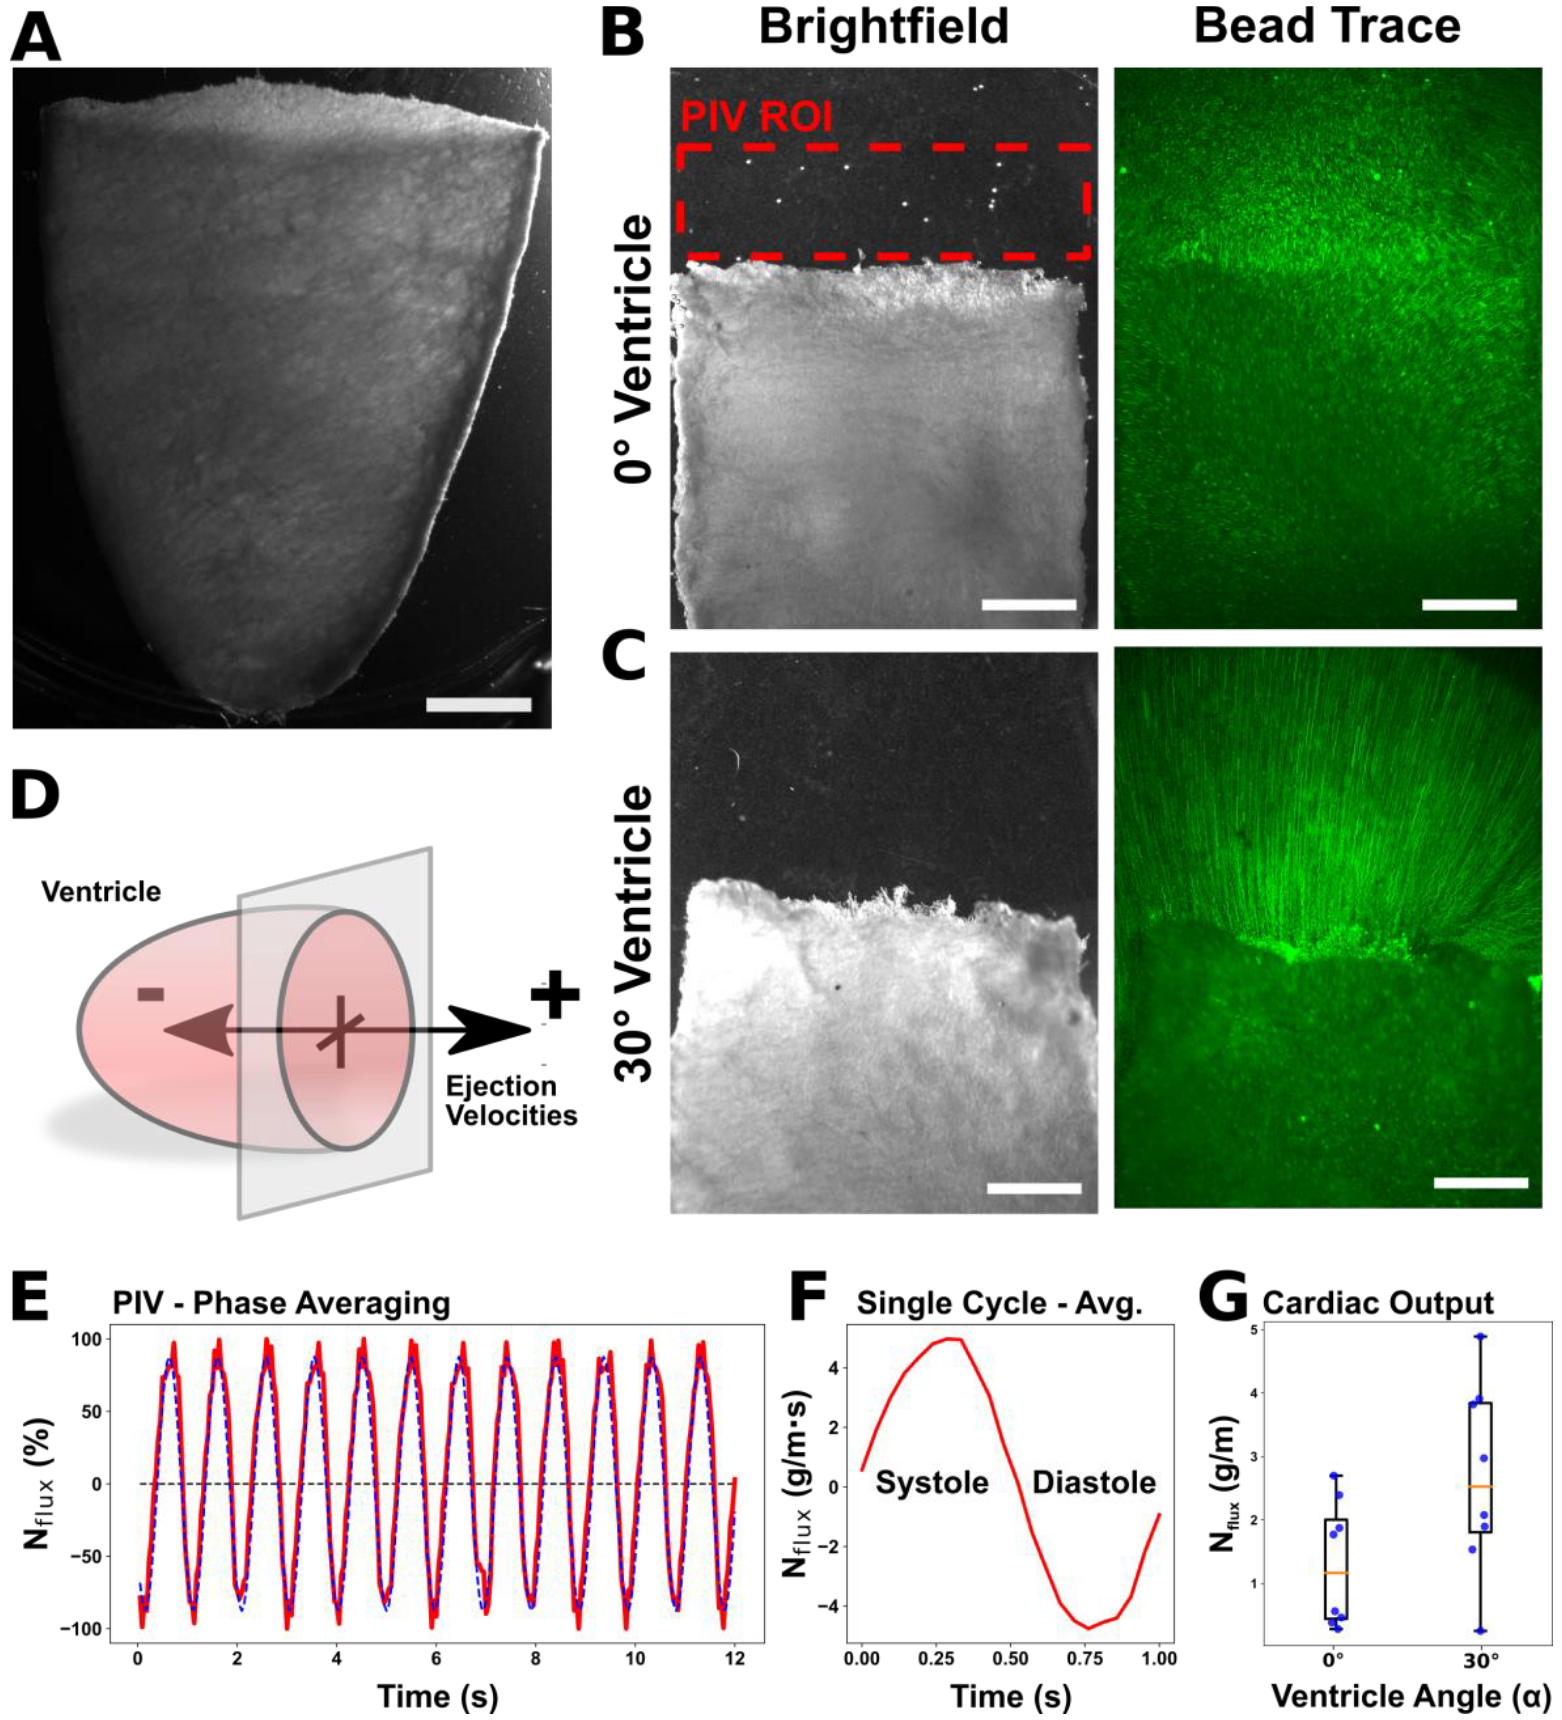 A
B
Brightfield
Bead Trace
PIV ROI
0° Ventricle
C
30° Ventricle
D
Ventricle
-
+
Ejection
Velocities
E
PIV - Phase Averaging
100
50
0
−50
−100
Nflux (%)
0 2 4 6 8 10 12
Time (s)
F
Single Cycle - Avg.
4
2
0
−2
−4
Nflux (g/m·s)
Systole
Diastole
0.00 0.25 0.50 0.75 1.00
Time (s)
G
Cardiac Output
5
4
3
2
1
Nflux (g/m)
0° 30°
Ventricle Angle (α)